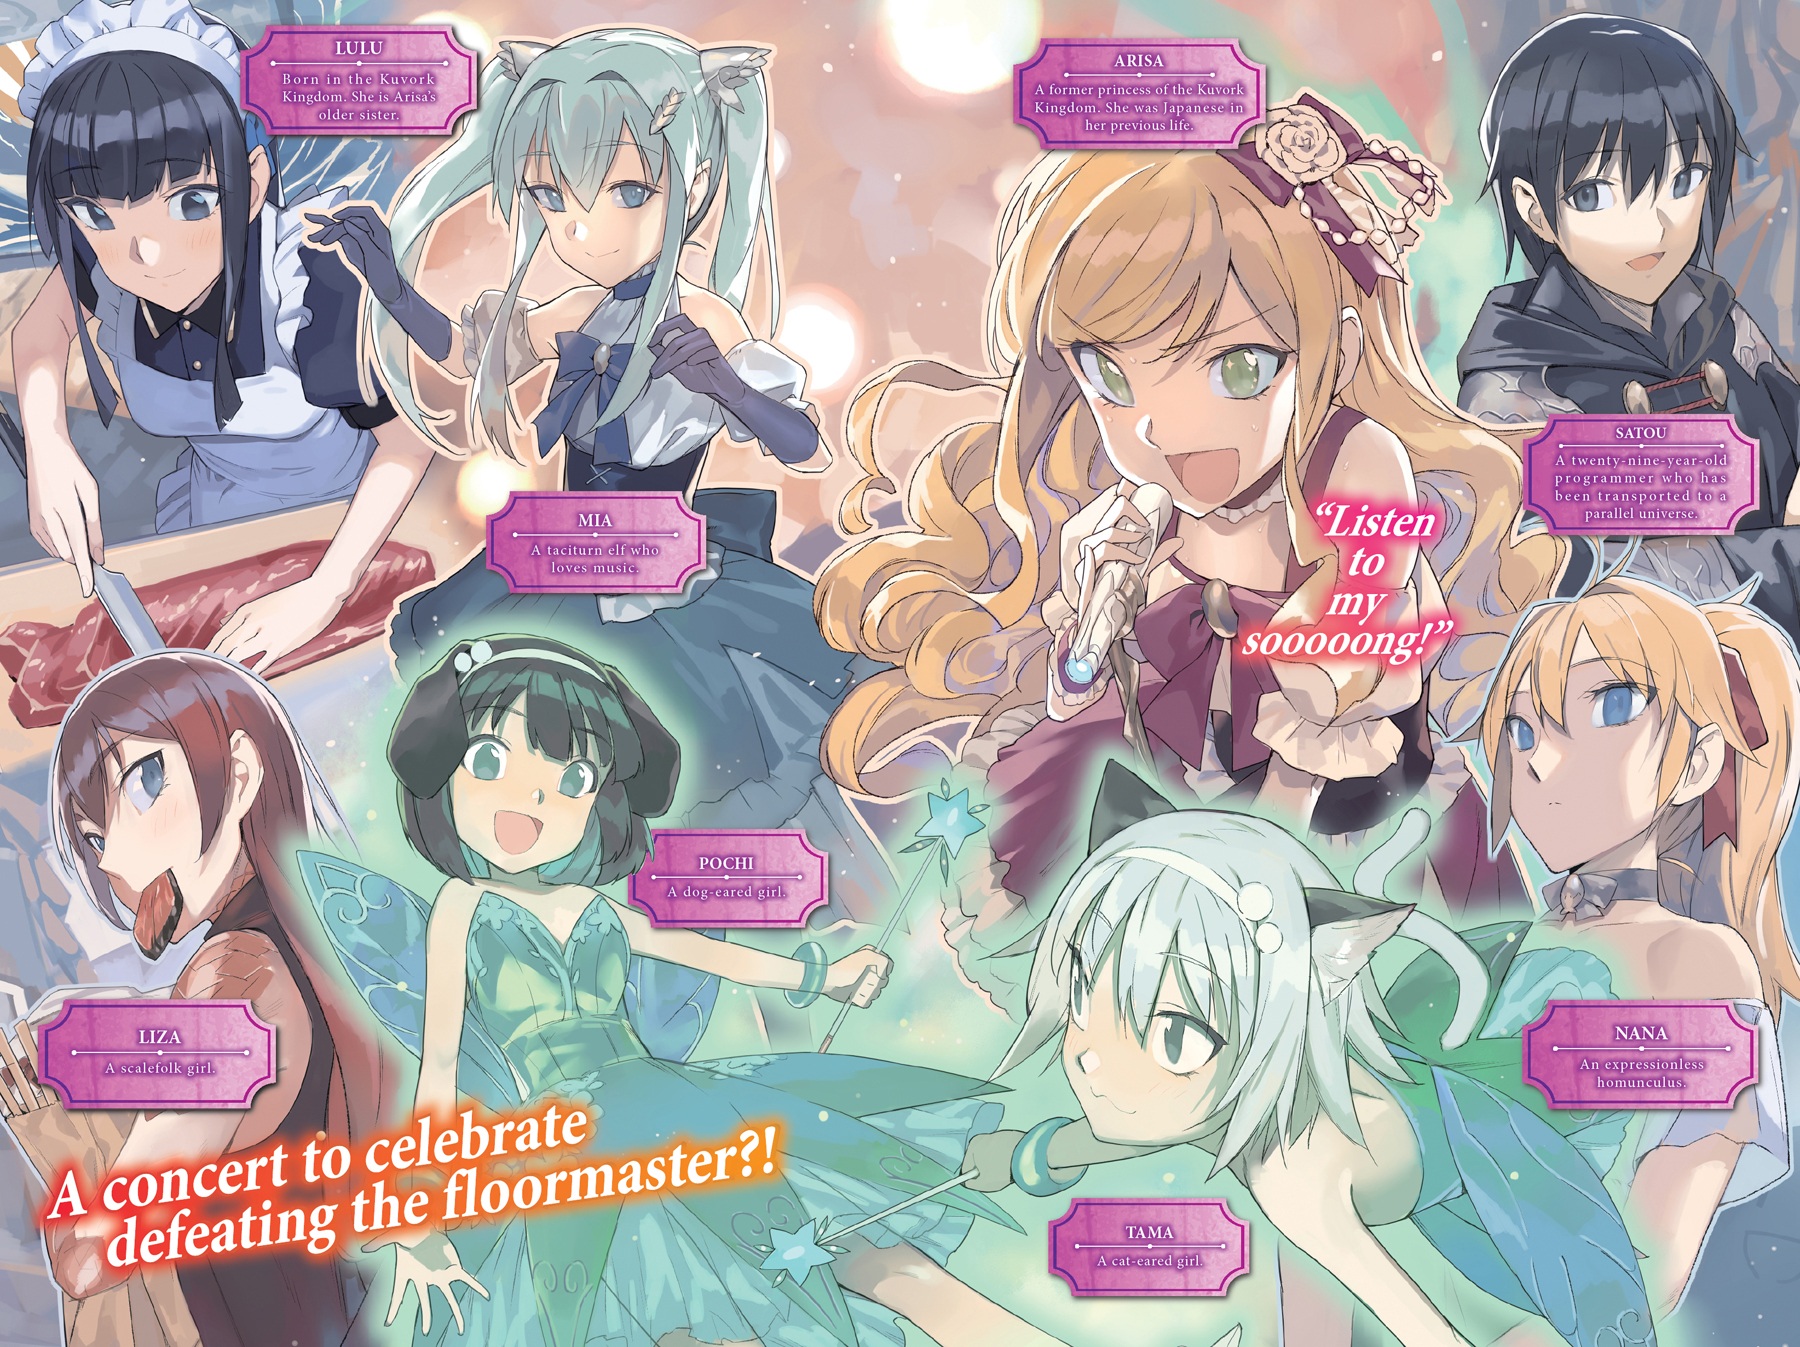 LULU
Born in the Kuvork
Kingdom. She is Arisa's
older sister.
MIA
A taciturn elf who
loves music.
ARISA
A former princess of the Kuvork
Kingdom. She was Japanese in
her previous life.
SATOU
A twenty-nine-year-old
programmer who has
been transported to a
parallel universe.
“Listen
to
my
sooooong!”
POCHI
A dog-eared girl.
LIZA
A scalefolk girl.
NANA
An expressionless
homunculus.
A concert to celebrate
defeating the floormaster?!
TAMA
A cat-eared girl.